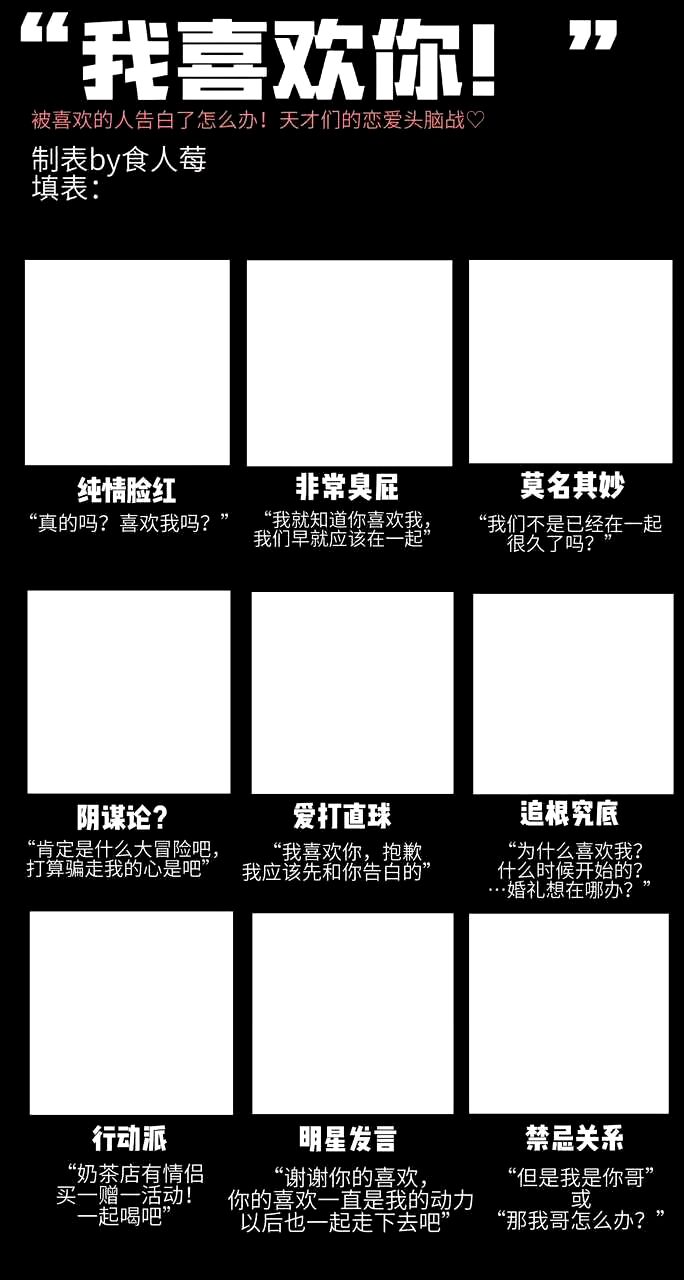 “我喜欢你！”
被喜欢的人告白了怎么办！天才们的恋爱头脑战♡
制表by食人莓
填表：
纯情脸红
“真的吗？喜欢我吗？”
非常臭屁
“我就知道你喜欢我，
我们早就应该在一起”
莫名其妙
“我们不是已经在一起
很久了吗？”
阴谋论？
“肯定是什么大冒险吧，
打算骗走我的心是吧”
爱打直球
“我喜欢你，抱歉
我应该先和你告白的”
追根究底
“为什么喜欢我？
什么时候开始的？
…婚礼想在哪办？”
行动派
“奶茶店有情侣
买一赠一活动！
一起喝吧”
明星发言
“谢谢你的喜欢，
你的喜欢一直是我的动力
以后也一起走下去吧”
禁忌关系
“但是我是你哥”
或
“那我哥怎么办？”